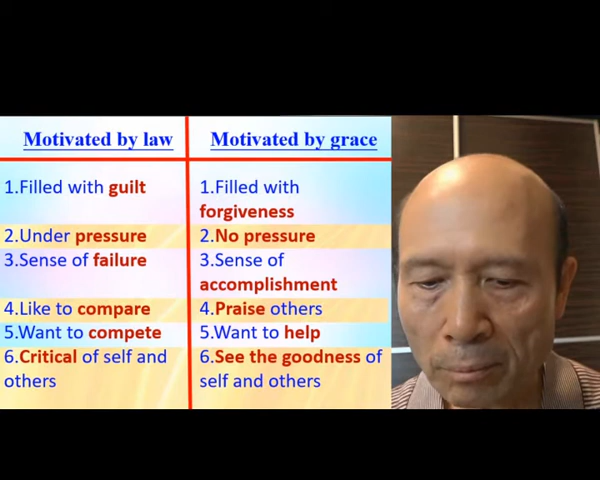 Motivated by law
Motivated by grace
1.Filled with guilt
1.Filled with
forgiveness
2.Under pressure
2.No pressure
3.Sense of failure
3.Sense of
accomplishment
4.Like to compare
4.Praise others
5.Want to compete
5.Want to help
6.Critical of self and
others
6.See the goodness of
self and others